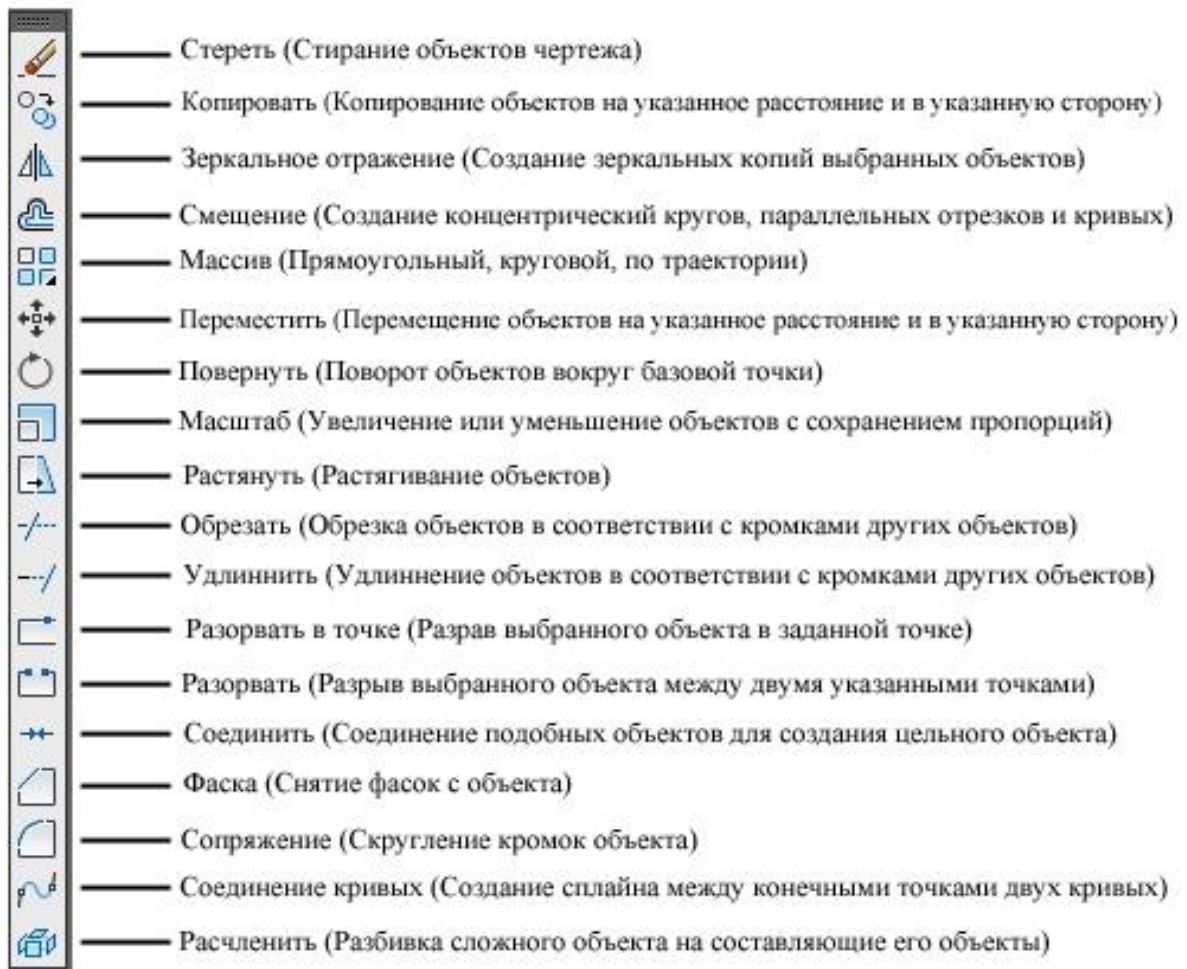 Стереть (Стирание объектов чертежа)
Копировать (Копирование объектов на указанное расстояние и в указанную сторону)
Зеркальное отражение (Создание зеркальных копий выбранных объектов)
Смещение (Создание концентрический кругов, параллельных отрезков и кривых)
Массив (Прямоугольный, круговой, по траектории)
Переместить (Перемещение объектов на указанное расстояние и в указанную сторону)
Повернуть (Поворот объектов вокруг базовой точки)
Масштаб (Увеличение или уменьшение объектов с сохранением пропорций)
Растянуть (Растягивание объектов)
Обрезать (Обрезка объектов в соответствии с кромками других объектов)
Удлиннить (Удлиннение объектов в соответствии с кромками других объектов)
Разорвать в точке (Разрав выбранного объекта в заданной точке)
Разорвать (Разрыв выбранного объекта между двумя указанными точками)
Соединить (Соединение подобных объектов для создания цельного объекта)
Фаска (Снятие фасок с объекта)
Сопряжение (Скругление кромок объекта)
Соединение кривых (Создание сплайна между конечными точками двух кривых)
Расчленить (Разбивка сложного объекта на составляющие его объекты)